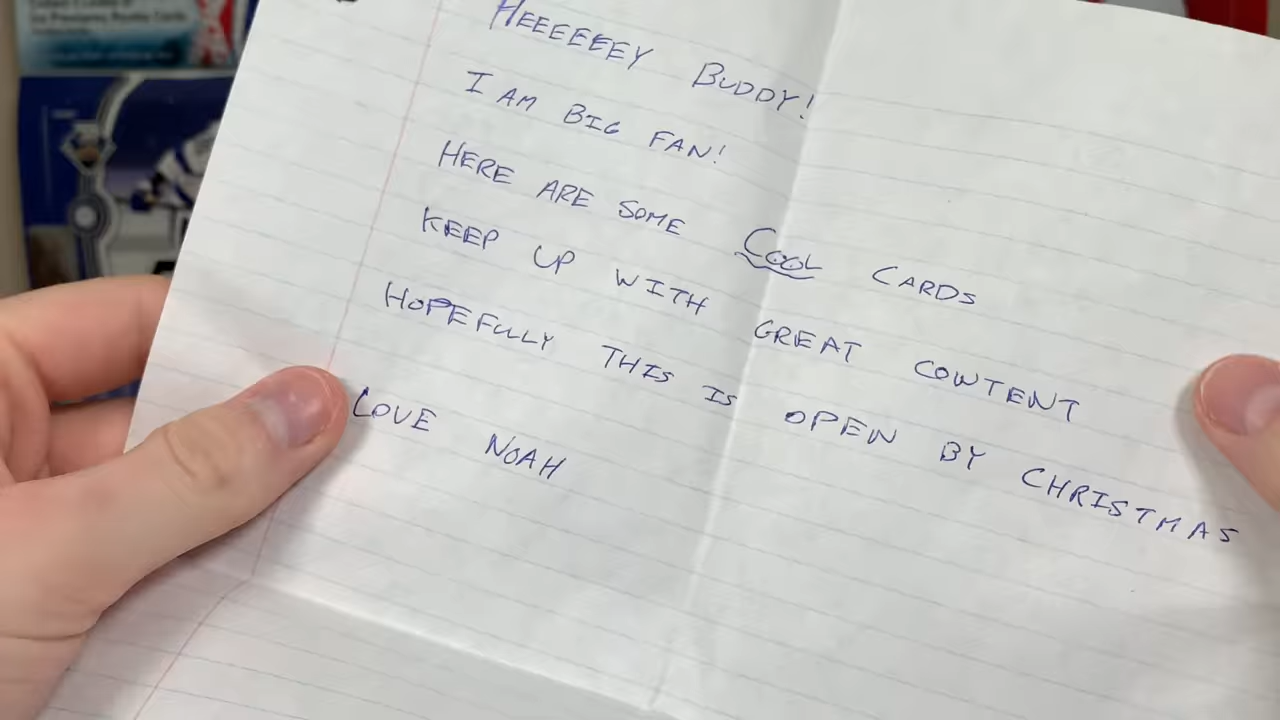 HEEEEEEY BUDDY!
I AM BIG FAN!
HERE ARE SOME COOL CARDS
KEEP UP WITH GREAT CONTENT
HOPEFULLY THIS IS OPEN BY CHRISTMAS
LOVE NOAH